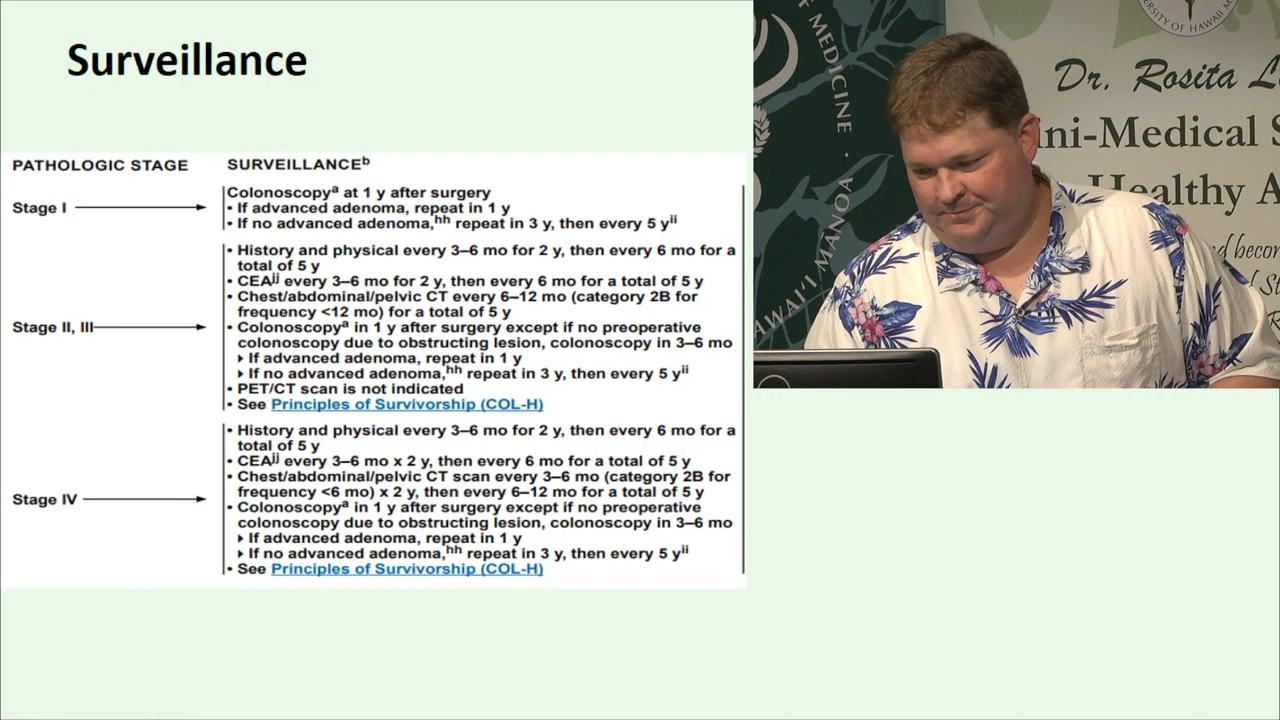 Surveillance
PATHOLOGIC STAGE
SURVEILLANCEb
Stage I
Colonoscopya at 1 y after surgery
• If advanced adenoma, repeat in 1 y
• If no advanced adenoma,hh repeat in 3 y, then every 5 yii
Stage II, III
• History and physical every 3–6 mo for 2 y, then every 6 mo for a
total of 5 y
• CEAjj every 3–6 mo for 2 y, then every 6 mo for a total of 5 y
• Chest/abdominal/pelvic CT every 6–12 mo (category 2B for
frequency <12 mo) for a total of 5 y
• Colonoscopya in 1 y after surgery except if no preoperative
colonoscopy due to obstructing lesion, colonoscopy in 3–6 mo
▸ If advanced adenoma, repeat in 1 y
▸ If no advanced adenoma,hh repeat in 3 y, then every 5 yii
• PET/CT scan is not indicated
• See Principles of Survivorship (COL-H)
Stage IV
• History and physical every 3–6 mo for 2 y, then every 6 mo for a
total of 5 y
• CEAjj every 3–6 mo x 2 y, then every 6 mo for a total of 5 y
• Chest/abdominal/pelvic CT scan every 3–6 mo (category 2B for
frequency <6 mo) x 2 y, then every 6–12 mo for a total of 5 y
• Colonoscopya in 1 y after surgery except if no preoperative
colonoscopy due to obstructing lesion, colonoscopy in 3–6 mo
▸ If advanced adenoma, repeat in 1 y
▸ If no advanced adenoma,hh repeat in 3 y, then every 5 yii
• See Principles of Survivorship (COL-H)
OF MEDICINE ·
MĀNOA
OF HAWAII
Dr. Rosita
Healthy